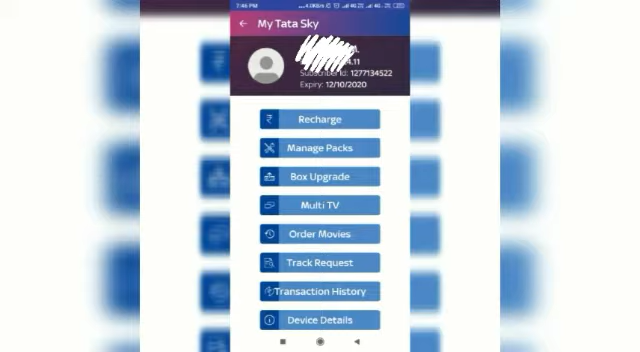 7:46 PM
My Tata Sky
Subscriber Id: 1277134522
Expiry: 12/10/2020
Recharge
Manage Packs
Box Upgrade
Multi TV
Order Movies
Track Request
Transaction History
Device Details